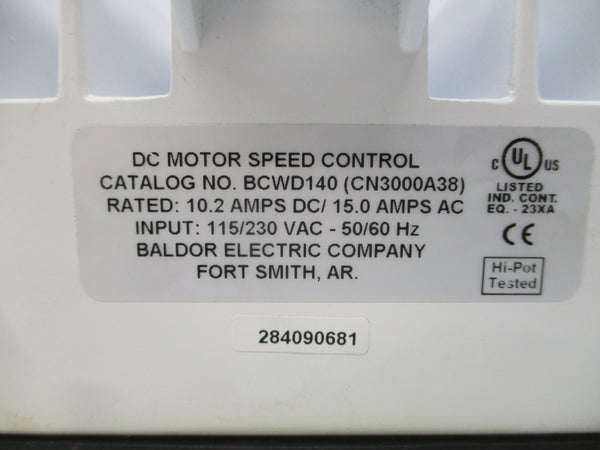 DC MOTOR SPEED CONTROL
CATALOG NO. BCWD140 (CN3000A38)
RATED: 10.2 AMPS DC/ 15.0 AMPS AC
INPUT: 115/230 VAC - 50/60 Hz
BALDOR ELECTRIC COMPANY
FORT SMITH, AR.
C UL US
LISTED
IND. CONT.
EQ. - 23XA
CE
Hi-Pot
Tested
284090681